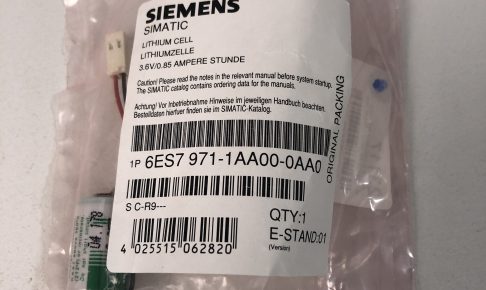 SIEMENS
SIMATIC
LITHIUM CELL
LITHIUMZELLE
3.6V/0.85 AMPERE STUNDE
Caution! Please read the notes in the relevant manual before system startup.
The SIMATIC catalog contains ordering data for the manuals.
Achtung! Vor Inbetriebnahme Hinweise im jeweiligen Handbuch beachten.
Bestelldaten hierfuer finden sie im SIMATIC-Katalog.
ORIGINAL PACKING
1P 6ES7 971-1AA00-0AA0
S C-R9---
QTY:1
E-STAND:01
(Version)
4 025515 062820